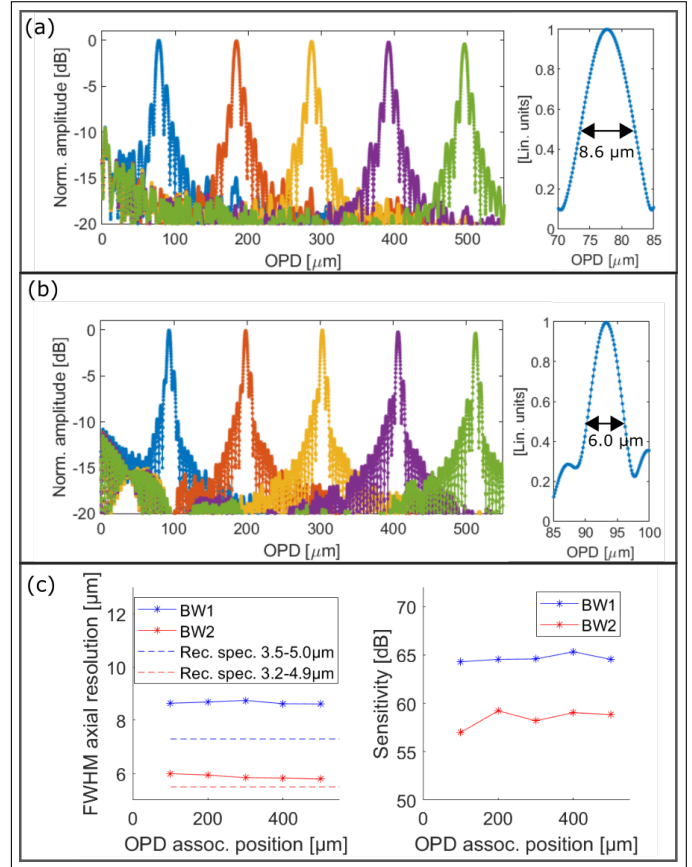 (a)
Norm. amplitude [dB]
0
-5
-10
-15
-20
0 100 200 300 400 500
OPD [μm]
[Lin. units]
1
0.8
0.6
0.4
0.2
0
8.6 μm
70 75 80 85
OPD [μm]
(b)
Norm. amplitude [dB]
0
-5
-10
-15
-20
0 100 200 300 400 500
OPD [μm]
[Lin. units]
1
0.8
0.6
0.4
0.2
0
6.0 μm
85 90 95 100
OPD [μm]
(c)
FWHM axial resolution [μm]
12
10
8
6
BW1
BW2
Rec. spec. 3.5-5.0μm
Rec. spec. 3.2-4.9μm
0 200 400
OPD assoc. position [μm]
Sensitivity [dB]
70
65
60
55
50
BW1
BW2
0 200 400
OPD assoc. position [μm]